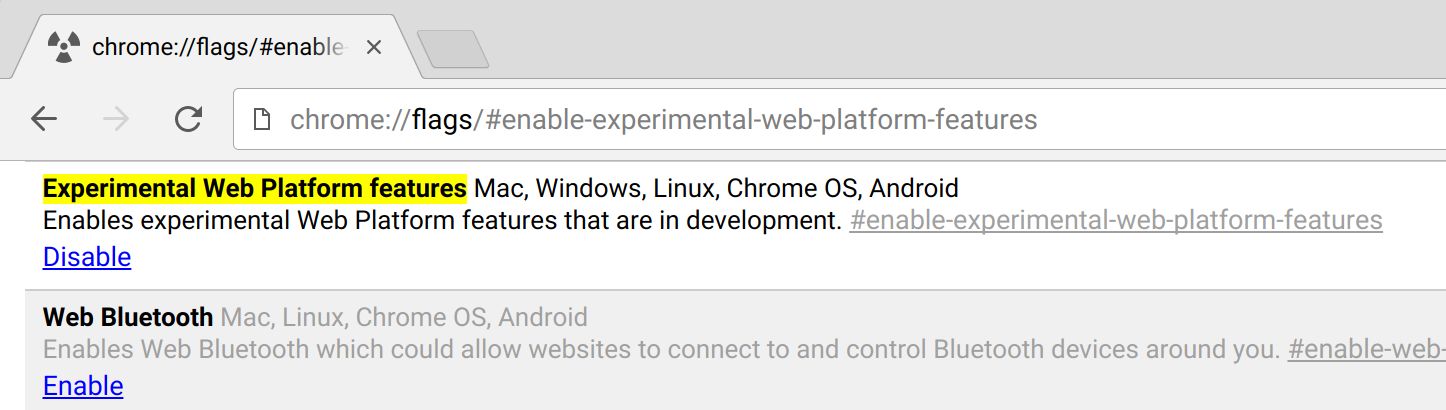 chrome://flags/#enable-
chrome://flags/#enable-experimental-web-platform-features
Experimental Web Platform features Mac, Windows, Linux, Chrome OS, Android
Enables experimental Web Platform features that are in development. #enable-experimental-web-platform-features
Disable
Web Bluetooth Mac, Linux, Chrome OS, Android
Enables Web Bluetooth which could allow websites to connect to and control Bluetooth devices around you. #enable-web-
Enable